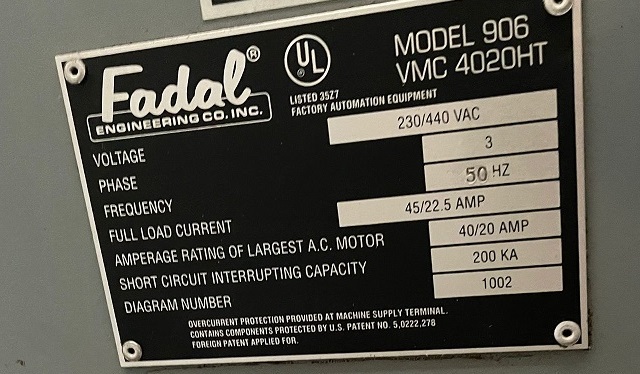 Fadal®
ENGINEERING CO. INC.
UL
LISTED 35Z7
FACTORY AUTOMATION EQUIPMENT
MODEL 906
VMC 4020HT
VOLTAGE 230/440 VAC
PHASE 3
FREQUENCY 50 HZ
FULL LOAD CURRENT 45/22.5 AMP
AMPERAGE RATING OF LARGEST A.C. MOTOR 40/20 AMP
SHORT CIRCUIT INTERRUPTING CAPACITY 200 KA
DIAGRAM NUMBER 1002
OVERCURRENT PROTECTION PROVIDED AT MACHINE SUPPLY TERMINAL.
CONTAINS COMPONENTS PROTECTED BY U.S. PATENT NO. 5,0222,278
FOREIGN PATENT APPLIED FOR.